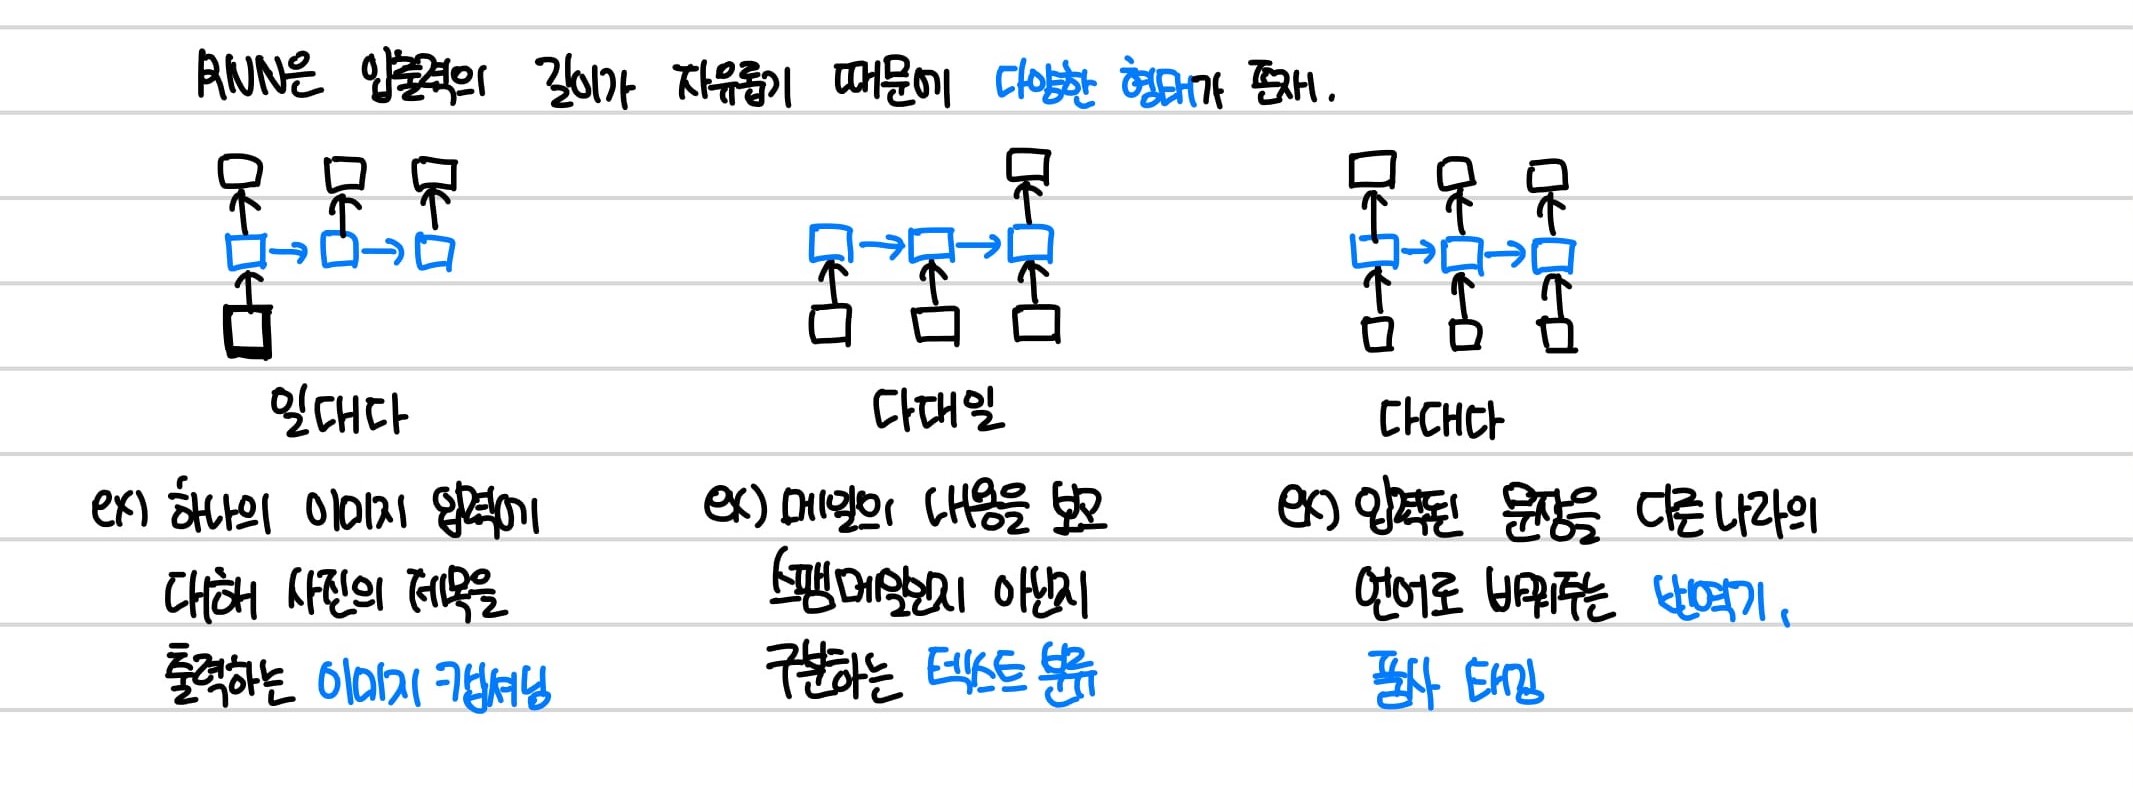 RNN은 입출력의 길이가 자유롭기 때문에 다양한 형태가 존재.
일대다
다대일
다대다
ex) 하나의 이미지 입력에
대해 사진의 제목을
출력하는 이미지 캡셔닝
ex) 메일의 내용을 보고
스팸메일인지 아닌지
구분하는 텍스트 분류
ex) 입력된 문장을 다른 나라의
언어로 바꿔주는 번역기,
품사 태깅